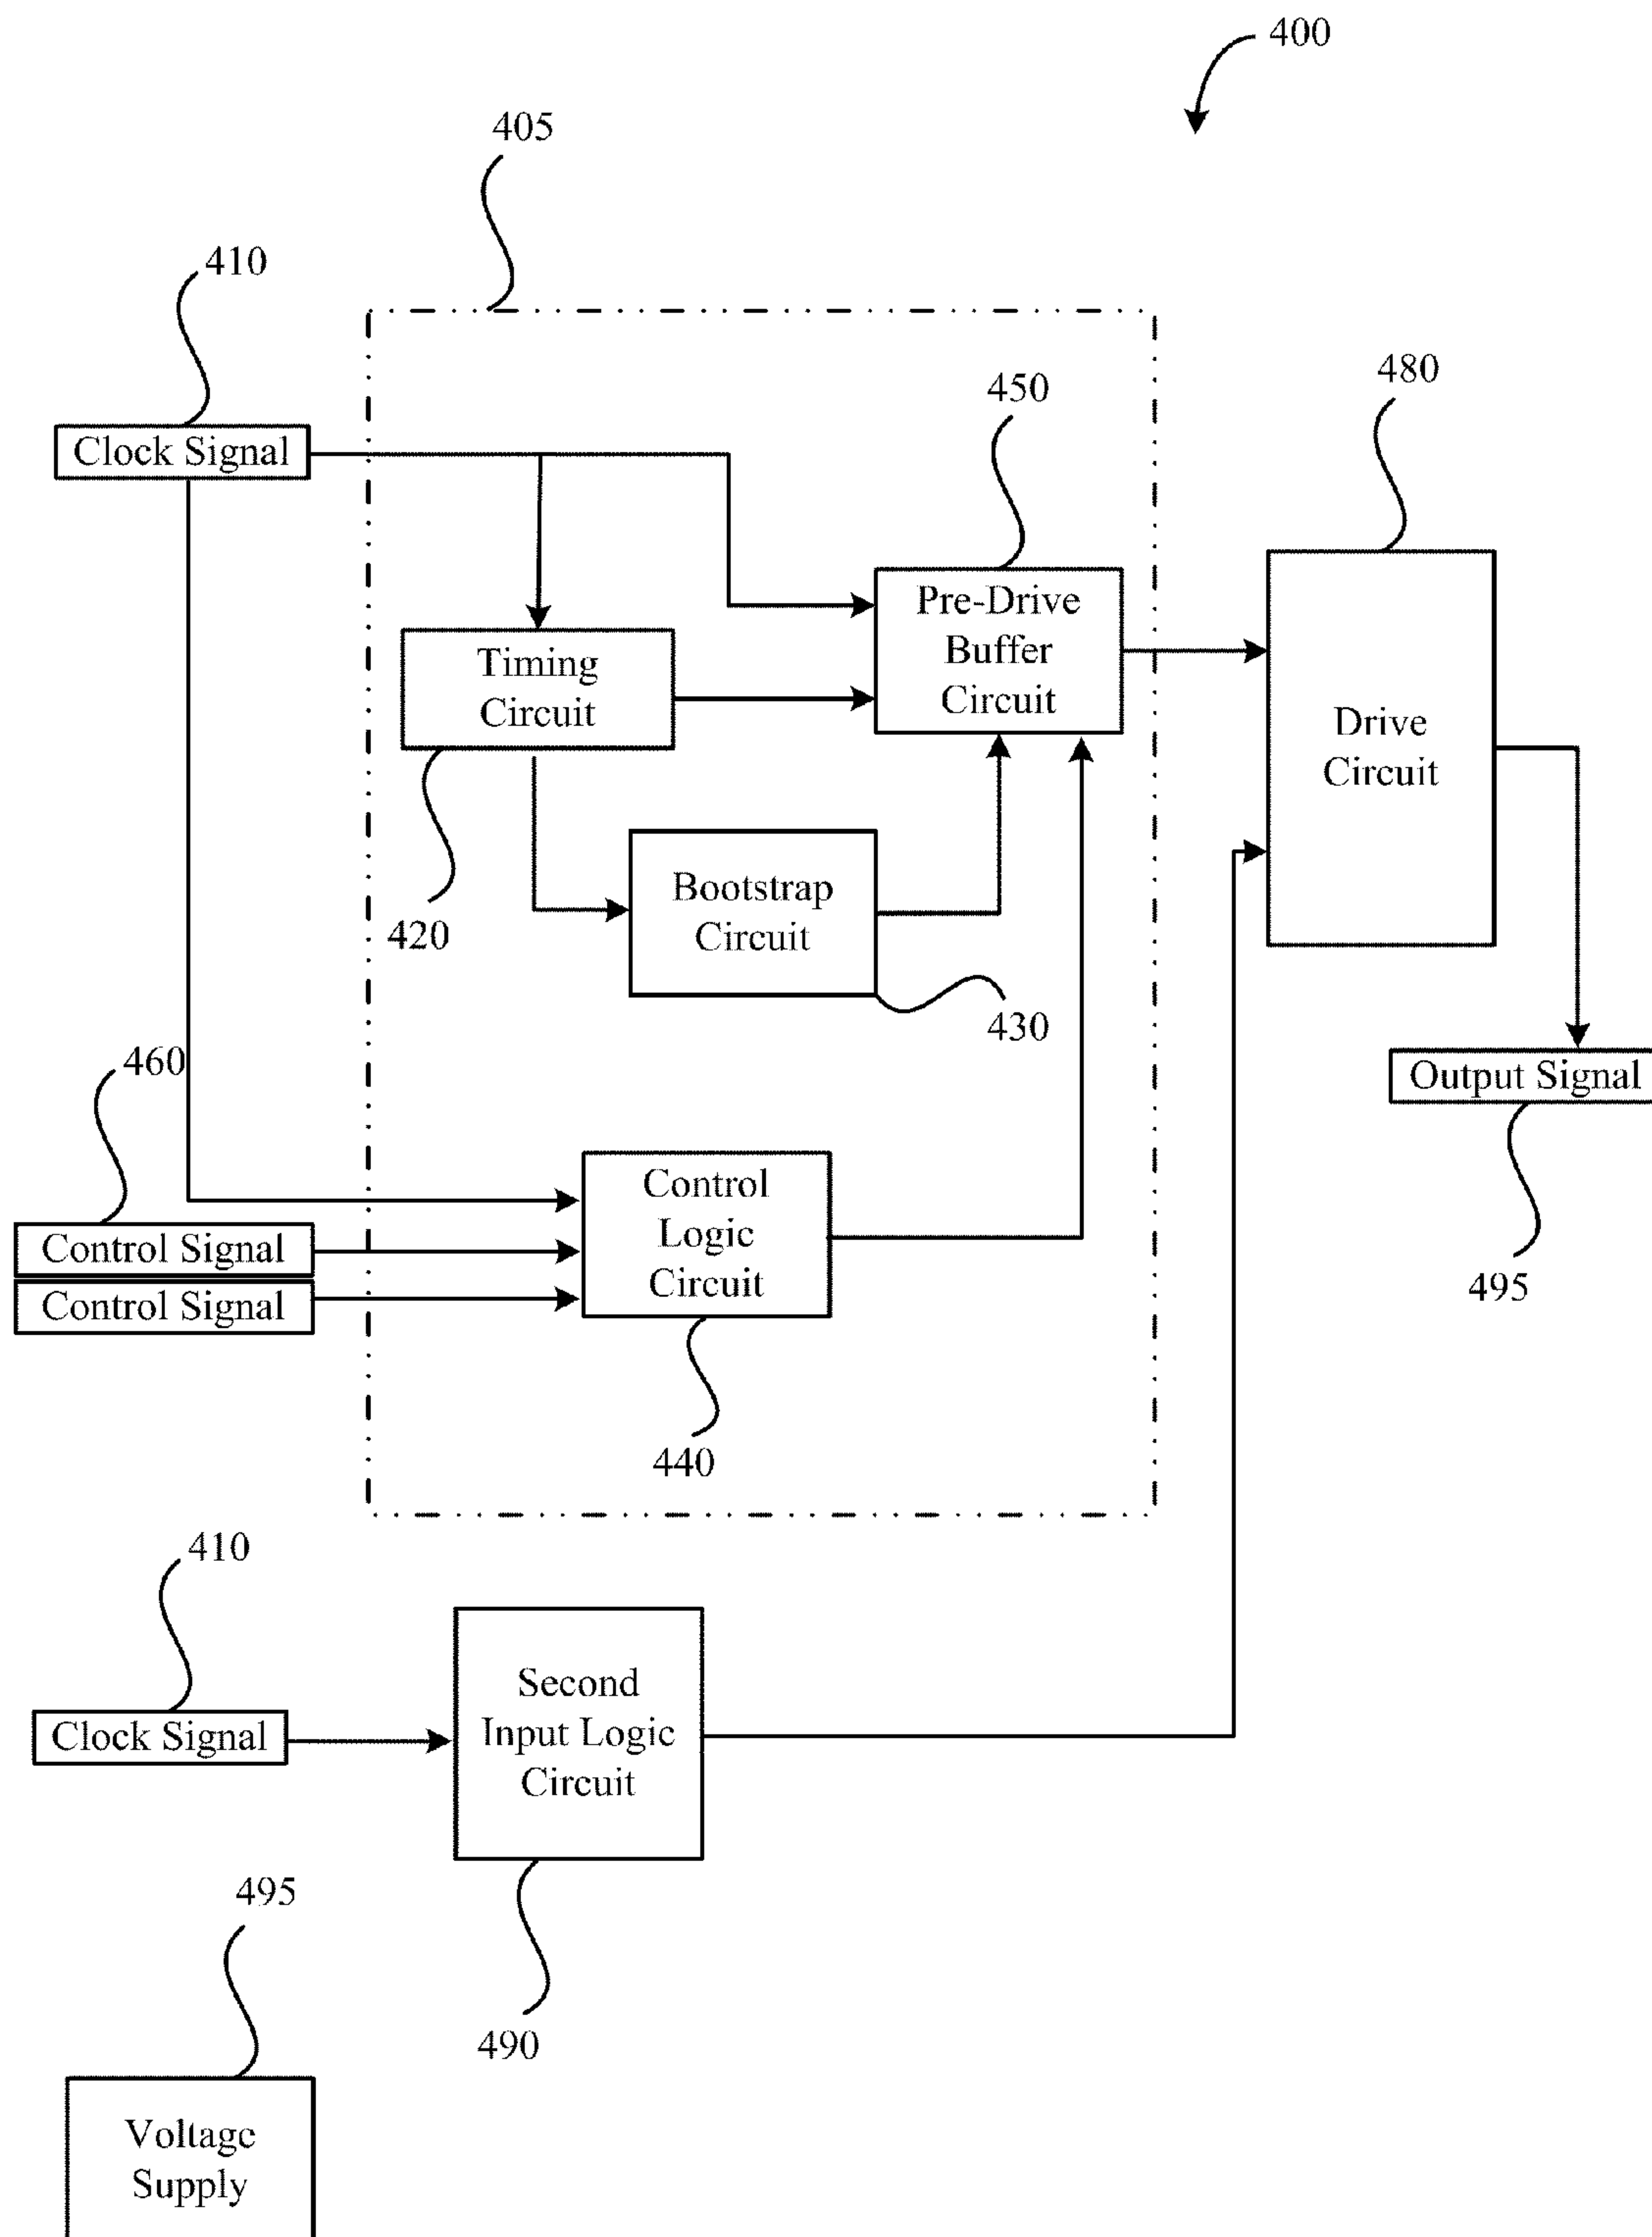 400
405
410
Clock Signal
450
480
Pre-Drive
Buffer
Circuit
Timing
Circuit
Drive
Circuit
420
Bootstrap
Circuit
430
460
Output Signal
495
Control
Logic
Circuit
Control Signal
Control Signal
440
410
Clock Signal
Second
Input Logic
Circuit
490
495
Voltage
Supply